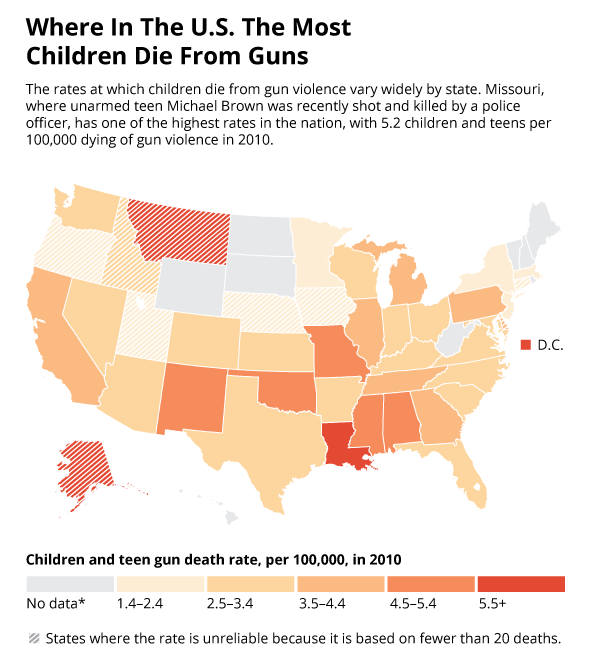 Where In The U.S. The Most
Children Die From Guns
The rates at which children die from gun violence vary widely by state. Missouri,
where unarmed teen Michael Brown was recently shot and killed by a police
officer, has one of the highest rates in the nation, with 5.2 children and teens per
100,000 dying of gun violence in 2010.
D.C.
Children and teen gun death rate, per 100,000, in 2010
No data* 1.4–2.4 2.5–3.4 3.5–4.4 4.5–5.4 5.5+
States where the rate is unreliable because it is based on fewer than 20 deaths.